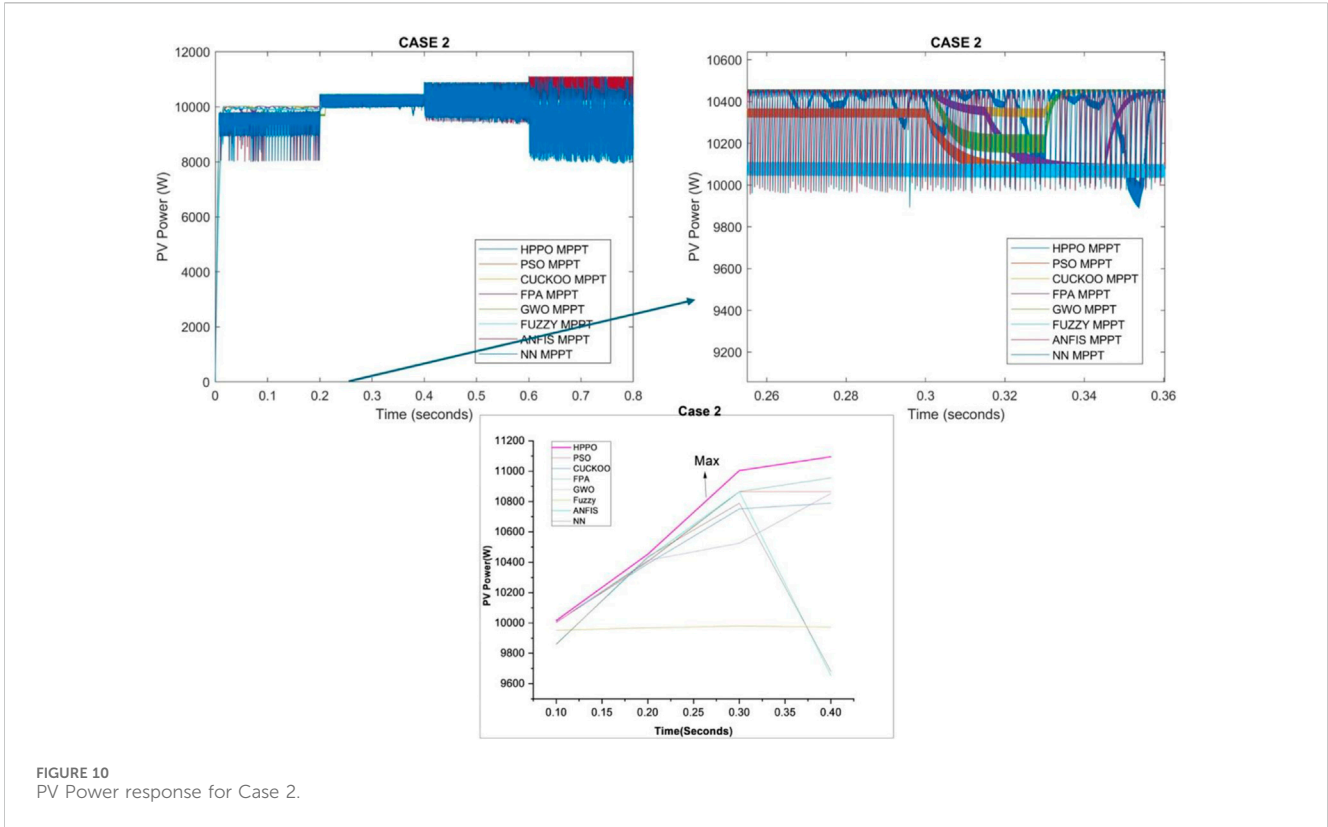 CASE 2
12000
10000
8000
6000
4000
2000
0
PV Power (W)
HPPO MPPT
PSO MPPT
CUCKOO MPPT
FPA MPPT
GWO MPPT
FUZZY MPPT
ANFIS MPPT
NN MPPT
0 0.1 0.2 0.3 0.4 0.5 0.6 0.7 0.8
Time (seconds)
CASE 2
10600
10400
10200
10000
9800
9600
9400
9200
PV Power (W)
HPPO MPPT
PSO MPPT
CUCKOO MPPT
FPA MPPT
GWO MPPT
FUZZY MPPT
ANFIS MPPT
NN MPPT
0.26 0.28 0.3 0.32 0.34 0.36
Time (seconds)
Case 2
11200
11000
10800
10600
10400
10200
10000
9800
9600
PV Power(W)
HPPO
PSO
CUCKOO
FPA
GWO
Fuzzy
ANFIS
NN
Max
0.10 0.15 0.20 0.25 0.30 0.35 0.40
Time(Seconds)
FIGURE 10
PV Power response for Case 2.